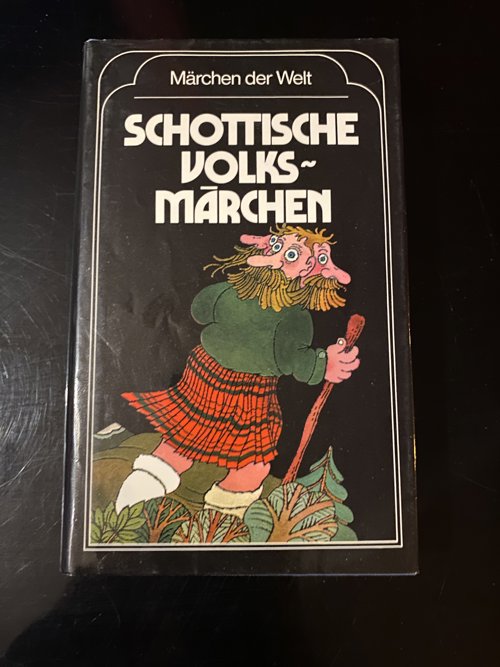 Märchen der Welt
SCHOTTISCHE
VOLKS~
MÄRCHEN